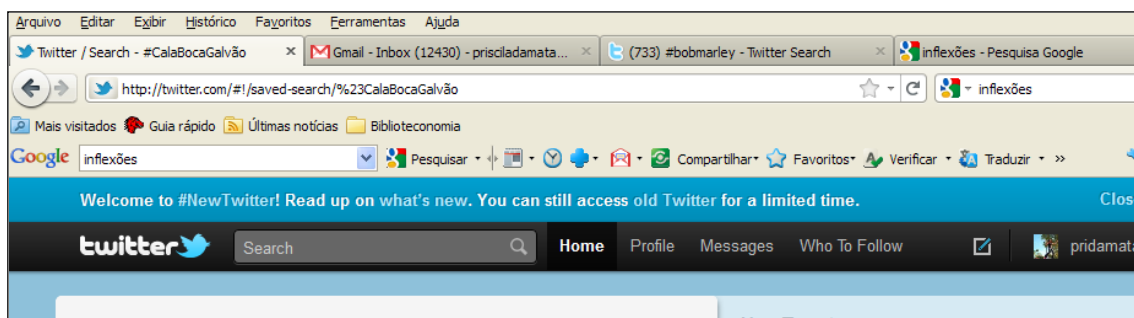 Arquivo Editar Exibir Histórico Favoritos Ferramentas Ajuda
Twitter / Search - #CalaBocaGalvão × Gmail - Inbox (12430) - prisciladamata... × (733) #bobmarley - Twitter Search × inflexões - Pesquisa Google
http://twitter.com/#!/saved-search/%23CalaBocaGalvão inflexões
Mais visitados Guia rápido Últimas notícias Biblioteconomia
Google inflexões Pesquisar Compartilhar Favoritos Verificar Traduzir »
Welcome to #NewTwitter! Read up on what's new. You can still access old Twitter for a limited time. Clos
twitter Search Home Profile Messages Who To Follow pridamata